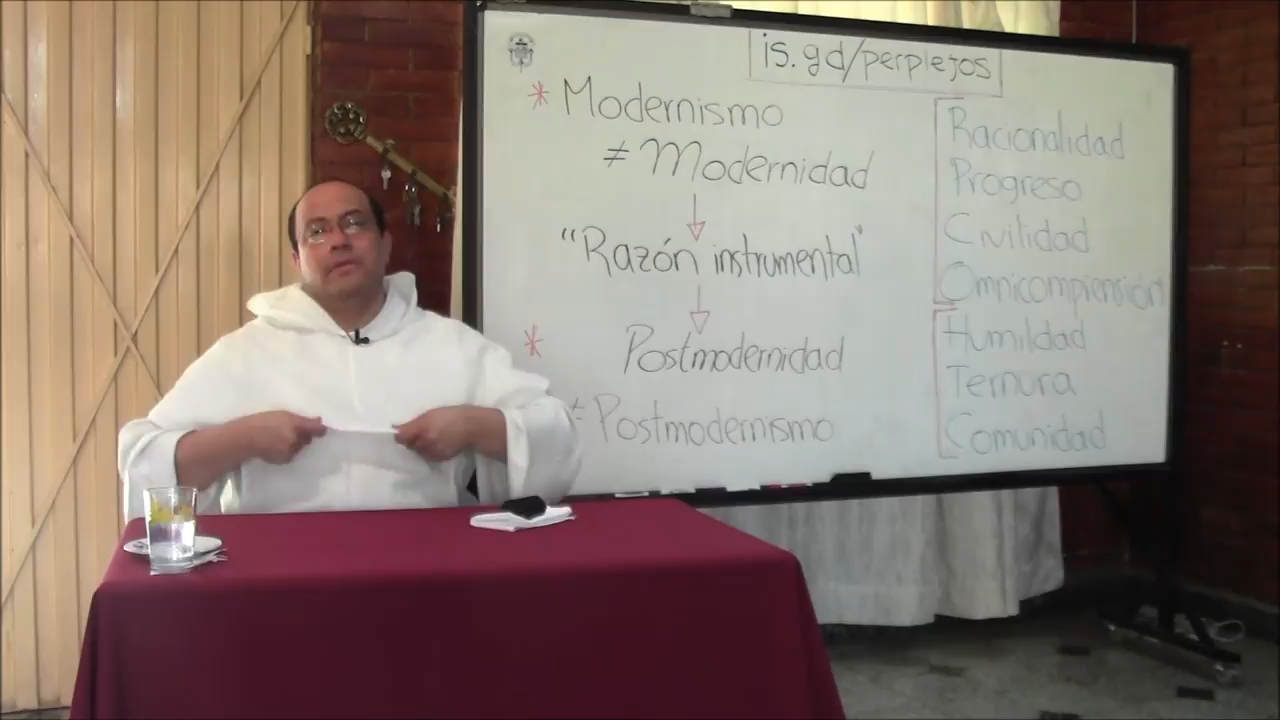 is.gd/perplejos
* Modernismo
≠ Modernidad
"Razón instrumental"
* Postmodernidad
≠ Postmodernismo
Racionalidad
Progreso
Civilidad
Omnicomprensión
Humildad
Ternura
Comunidad